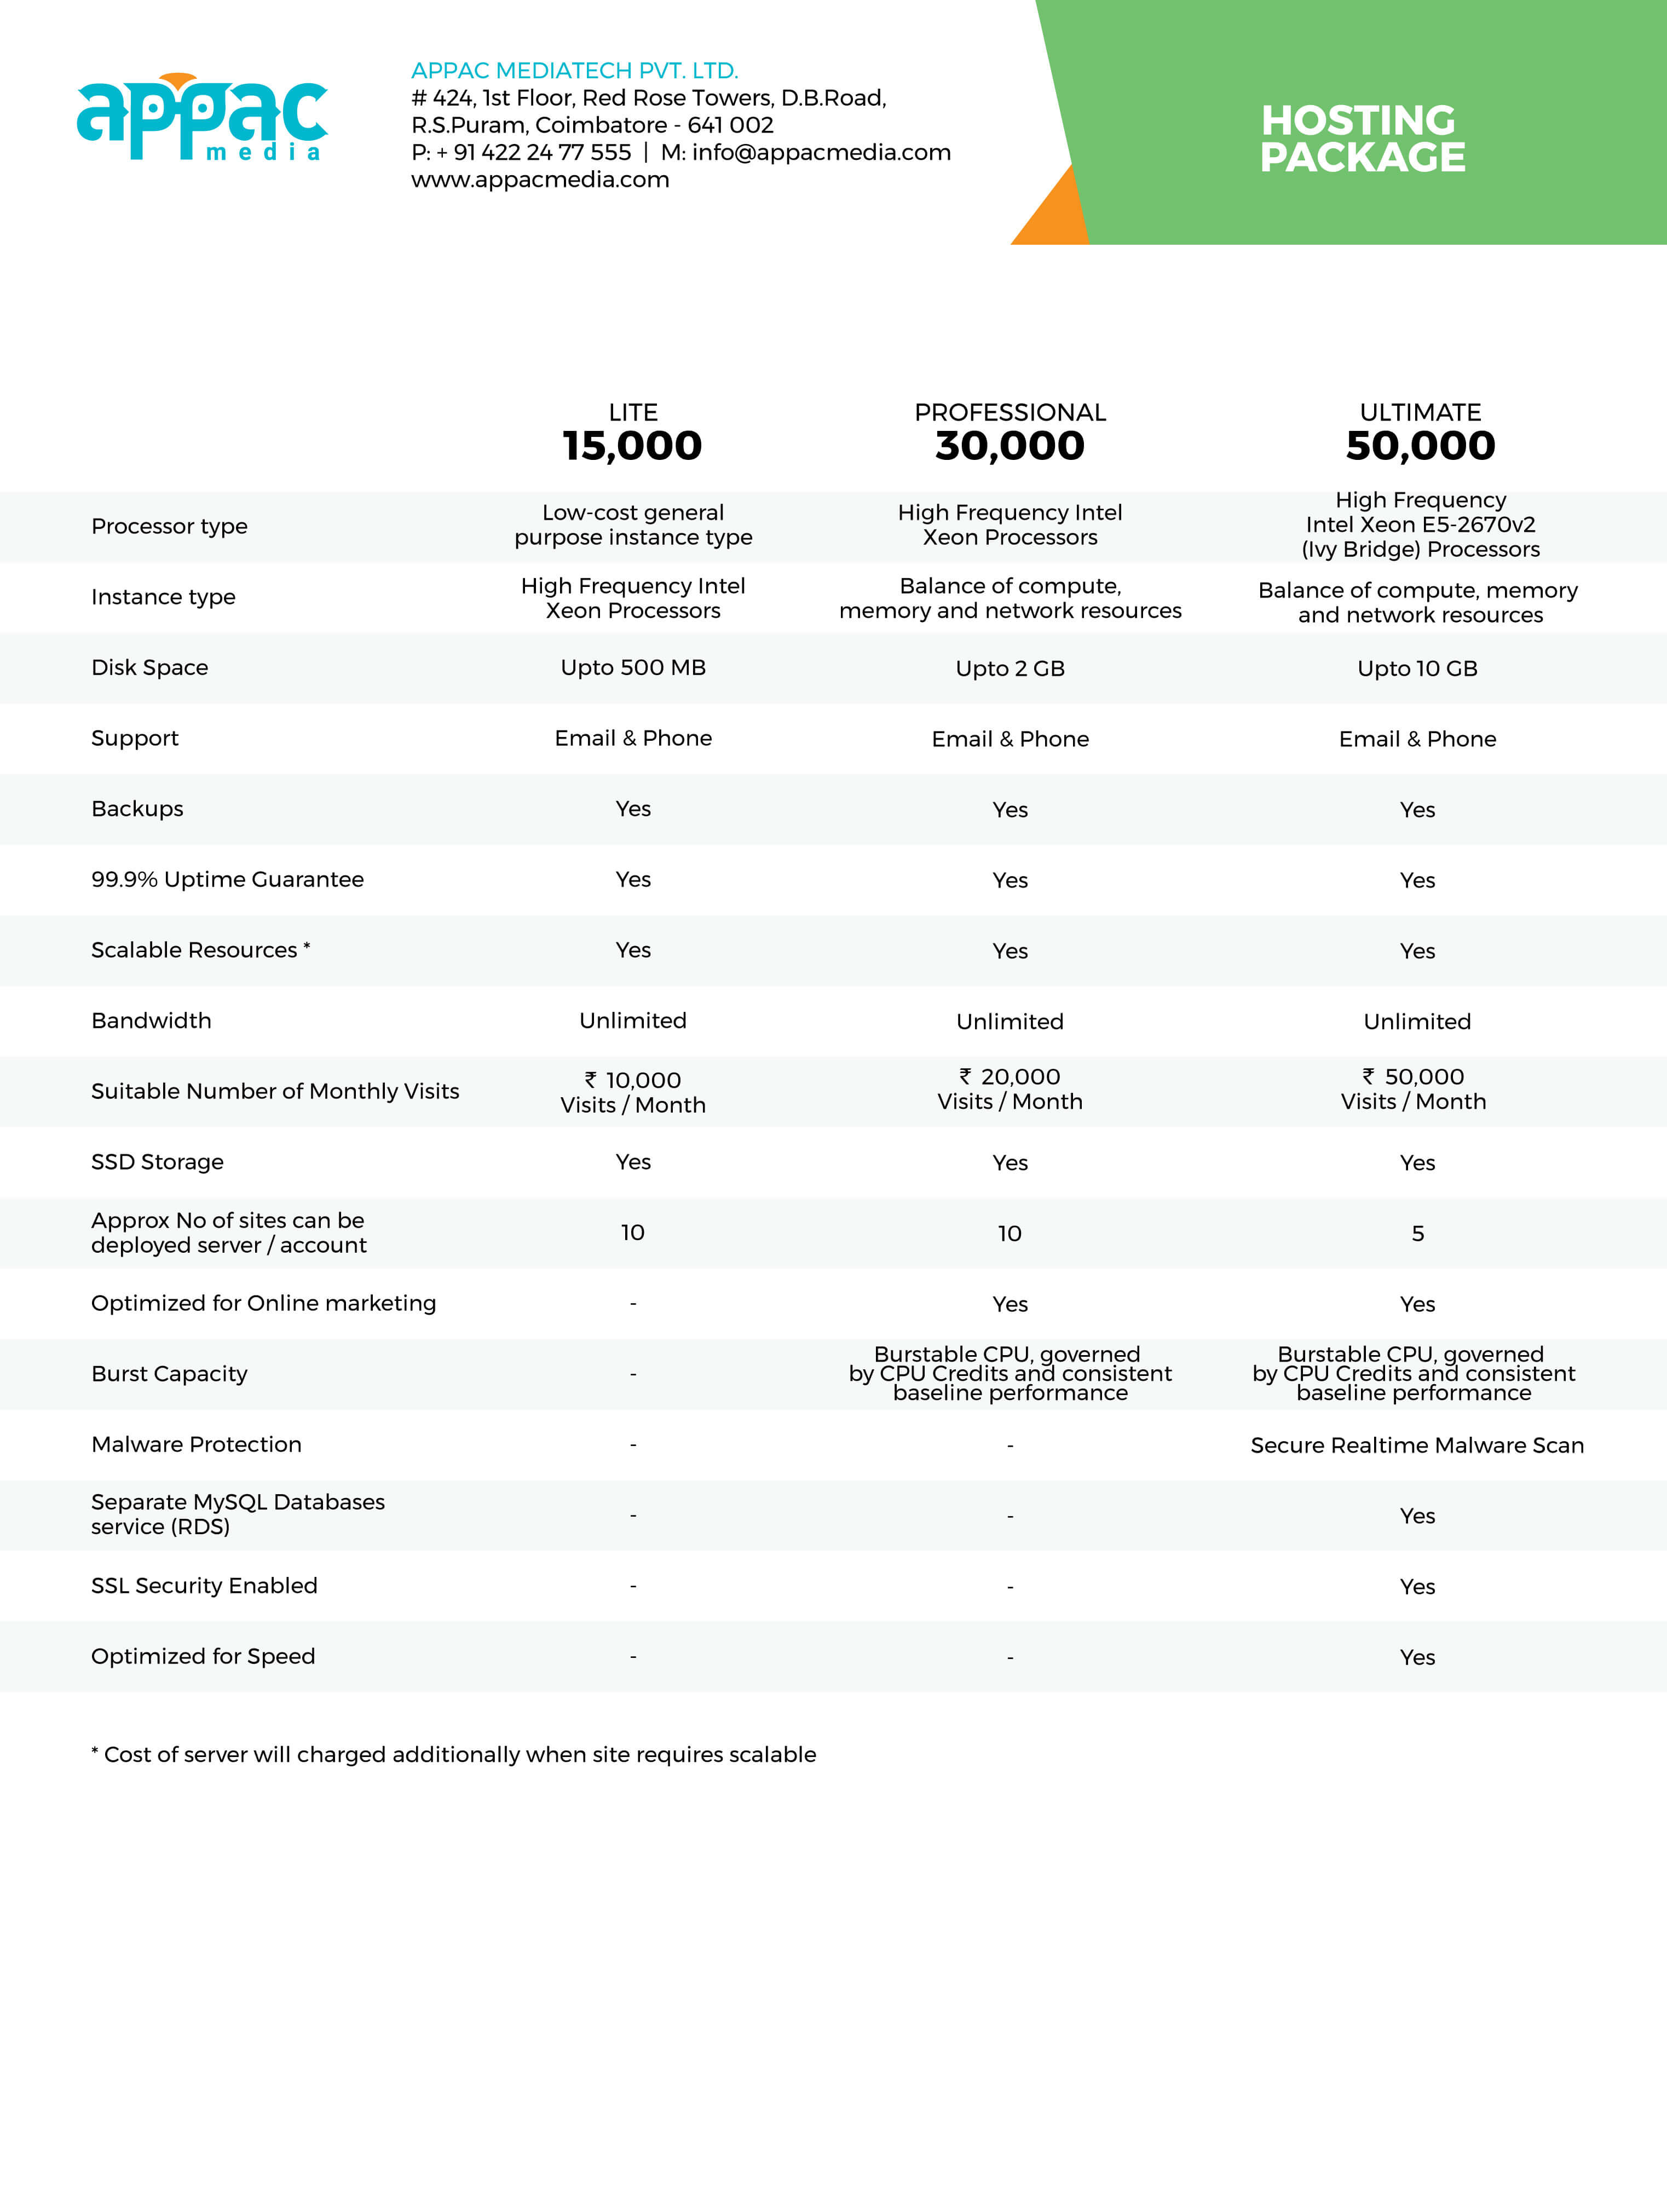 appac
media
APPAC MEDIATECH PVT. LTD.
# 424, 1st Floor, Red Rose Towers, D.B.Road,
R.S.Puram, Coimbatore - 641 002
P: + 91 422 24 77 555 | M: info@appacmedia.com
www.appacmedia.com
HOSTING
PACKAGE
LITE
15,000
PROFESSIONAL
30,000
ULTIMATE
50,000
Processor type
Low-cost general
purpose instance type
High Frequency Intel
Xeon Processors
High Frequency
Intel Xeon E5-2670v2
(Ivy Bridge) Processors
Instance type
High Frequency Intel
Xeon Processors
Balance of compute,
memory and network resources
Balance of compute, memory
and network resources
Disk Space
Upto 500 MB
Upto 2 GB
Upto 10 GB
Support
Email & Phone
Email & Phone
Email & Phone
Backups
Yes
Yes
Yes
99.9% Uptime Guarantee
Yes
Yes
Yes
Scalable Resources *
Yes
Yes
Yes
Bandwidth
Unlimited
Unlimited
Unlimited
Suitable Number of Monthly Visits
₹ 10,000
Visits / Month
₹ 20,000
Visits / Month
₹ 50,000
Visits / Month
SSD Storage
Yes
Yes
Yes
Approx No of sites can be
deployed server / account
10
10
5
Optimized for Online marketing
-
Yes
Yes
Burst Capacity
-
Burstable CPU, governed
by CPU Credits and consistent
baseline performance
Burstable CPU, governed
by CPU Credits and consistent
baseline performance
Malware Protection
-
-
Secure Realtime Malware Scan
Separate MySQL Databases
service (RDS)
-
-
Yes
SSL Security Enabled
-
-
Yes
Optimized for Speed
-
-
Yes
* Cost of server will charged additionally when site requires scalable